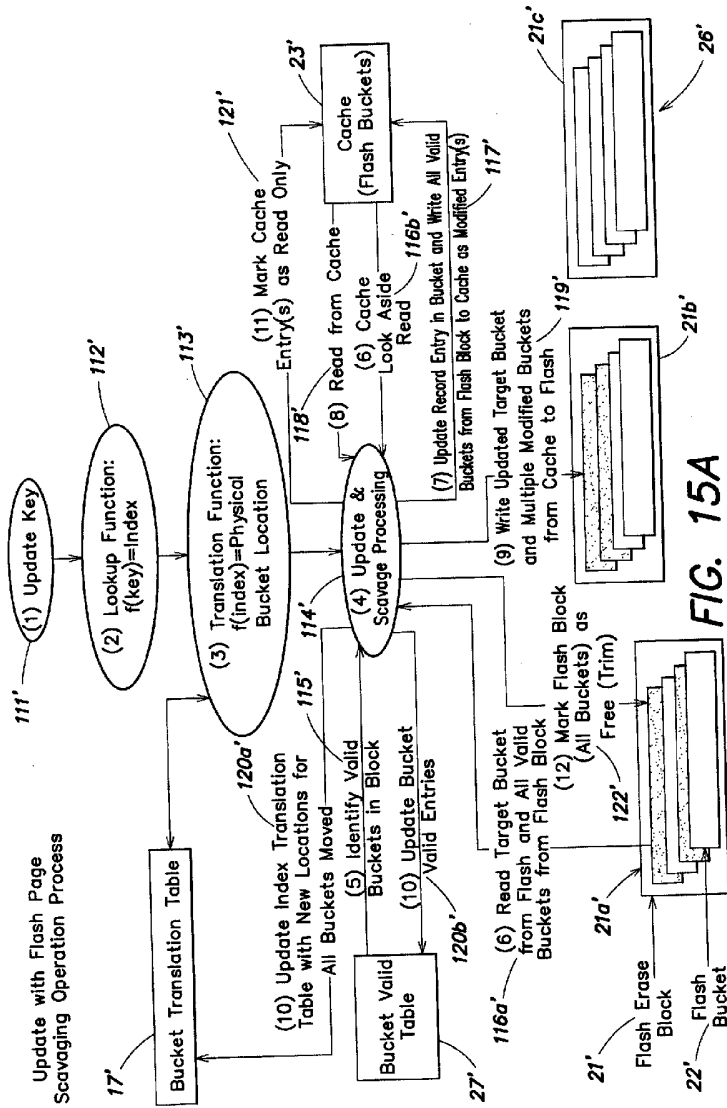 Update with Flash Page
Scavaging Operation Process
(1) Update Key
111'
(2) Lookup Function:
f(key)=Index
112'
(3) Translation Function:
f(index)=Physical
Bucket Location
113'
Bucket Translation Table
17'
(10) Update Index Translation
Table with New Locations for
All Buckets Moved
120a'
(4) Update &
Scavage Processing
114'
115'
(5) Identify Valid
Buckets in Block
(10) Update Bucket
Valid Entries
120b'
Bucket Valid
Table
27'
(11) Mark Cache
Entry(s) as Read Only
121'
Cache
(Flash Buckets)
23'
(8) Read from Cache
118'
(6) Cache
Look Aside
Read
116b'
(7) Update Record Entry in Bucket and Write All Valid
Buckets from Flash Block to Cache as Modified Entry(s)
117'
(6) Read Target Bucket
from Flash and All Valid
Buckets from Flash Block
116a'
(12) Mark Flash Block
(All Buckets) as
Free (Trim)
122'
(9) Write Updated Target Bucket
and Multiple Modified Buckets
from Cache to Flash
119'
21a'
21b'
21c'
26'
21'
Flash Erase
Block
22'
Flash
Bucket
FIG. 15A